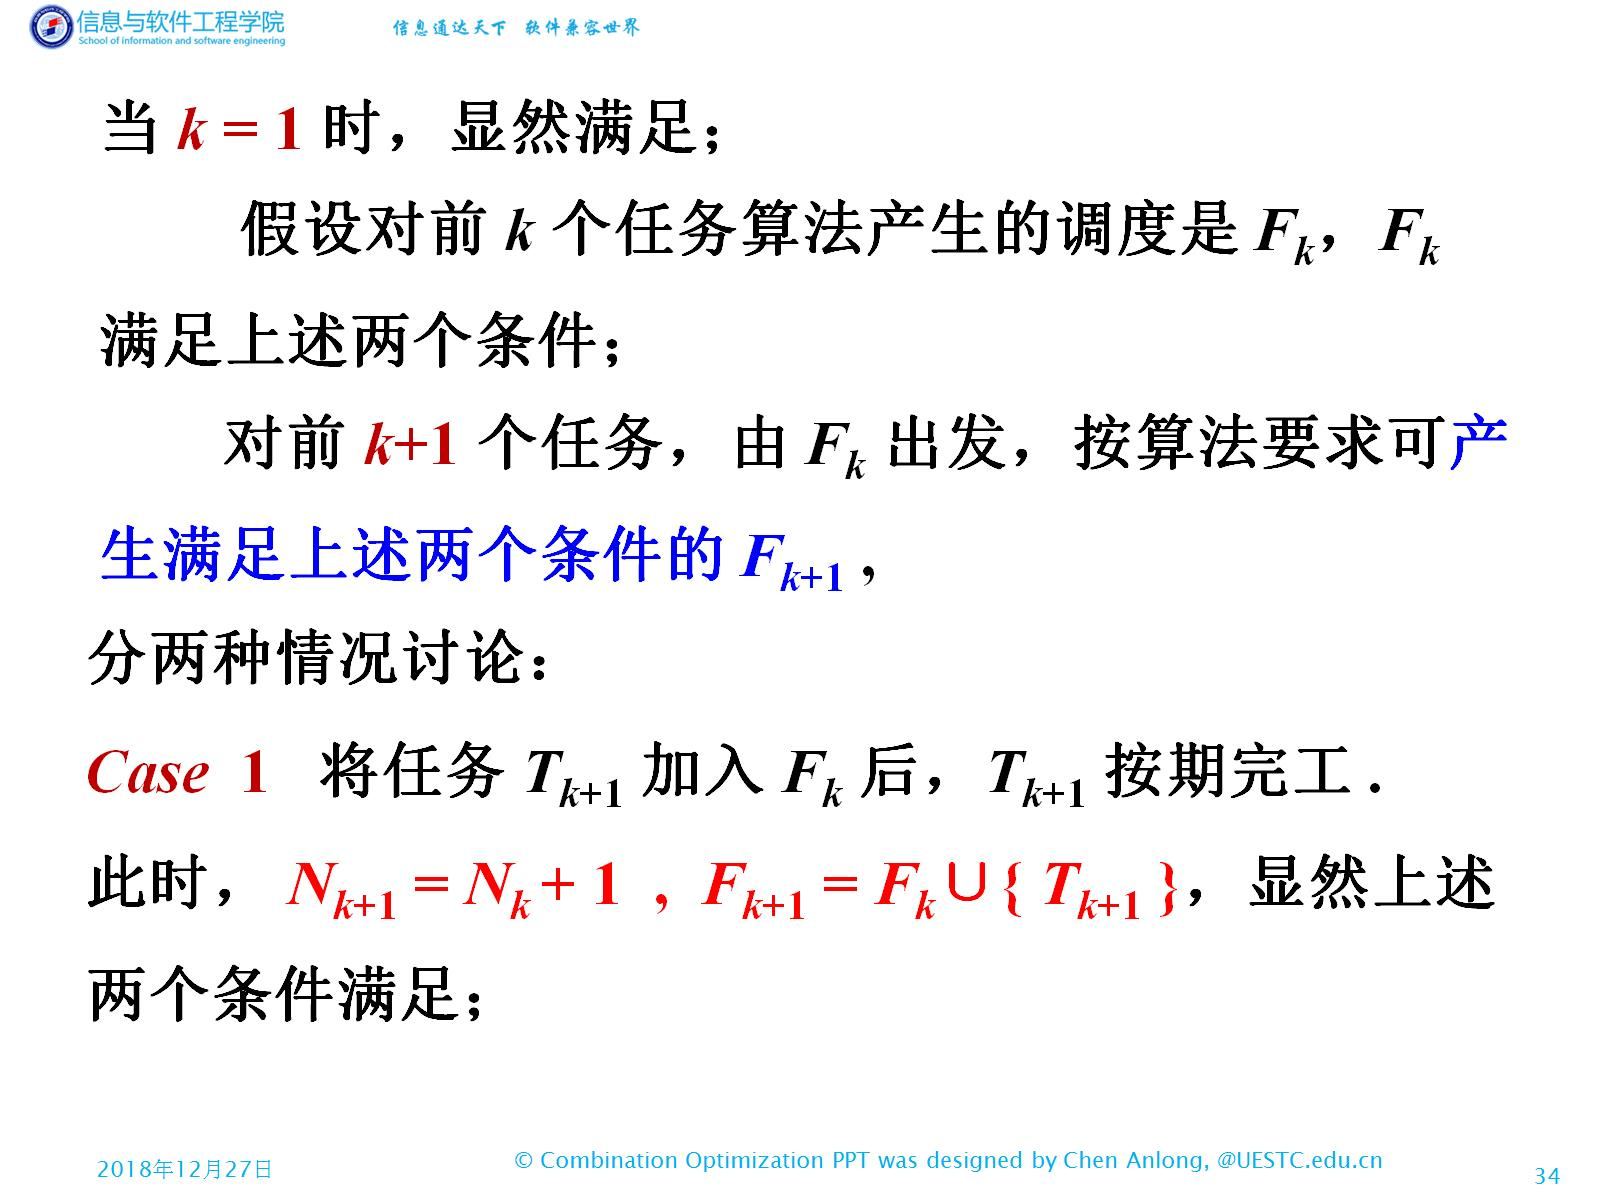 信息与软件工程学院
School of information and software engineering
信息通达天下 软件兼容世界
当 k = 1 时，显然满足；
假设对前 k 个任务算法产生的调度是 Fk，Fk
满足上述两个条件；
对前 k+1 个任务，由 Fk 出发，按算法要求可产
生满足上述两个条件的 Fk+1 ,
分两种情况讨论：
Case 1 将任务 Tk+1 加入 Fk 后，Tk+1 按期完工 .
此时， Nk+1 = Nk + 1 , Fk+1 = Fk ∪ { Tk+1 }，显然上述
两个条件满足；
2018年12月27日
© Combination Optimization PPT was designed by Chen Anlong, @UESTC.edu.cn
34